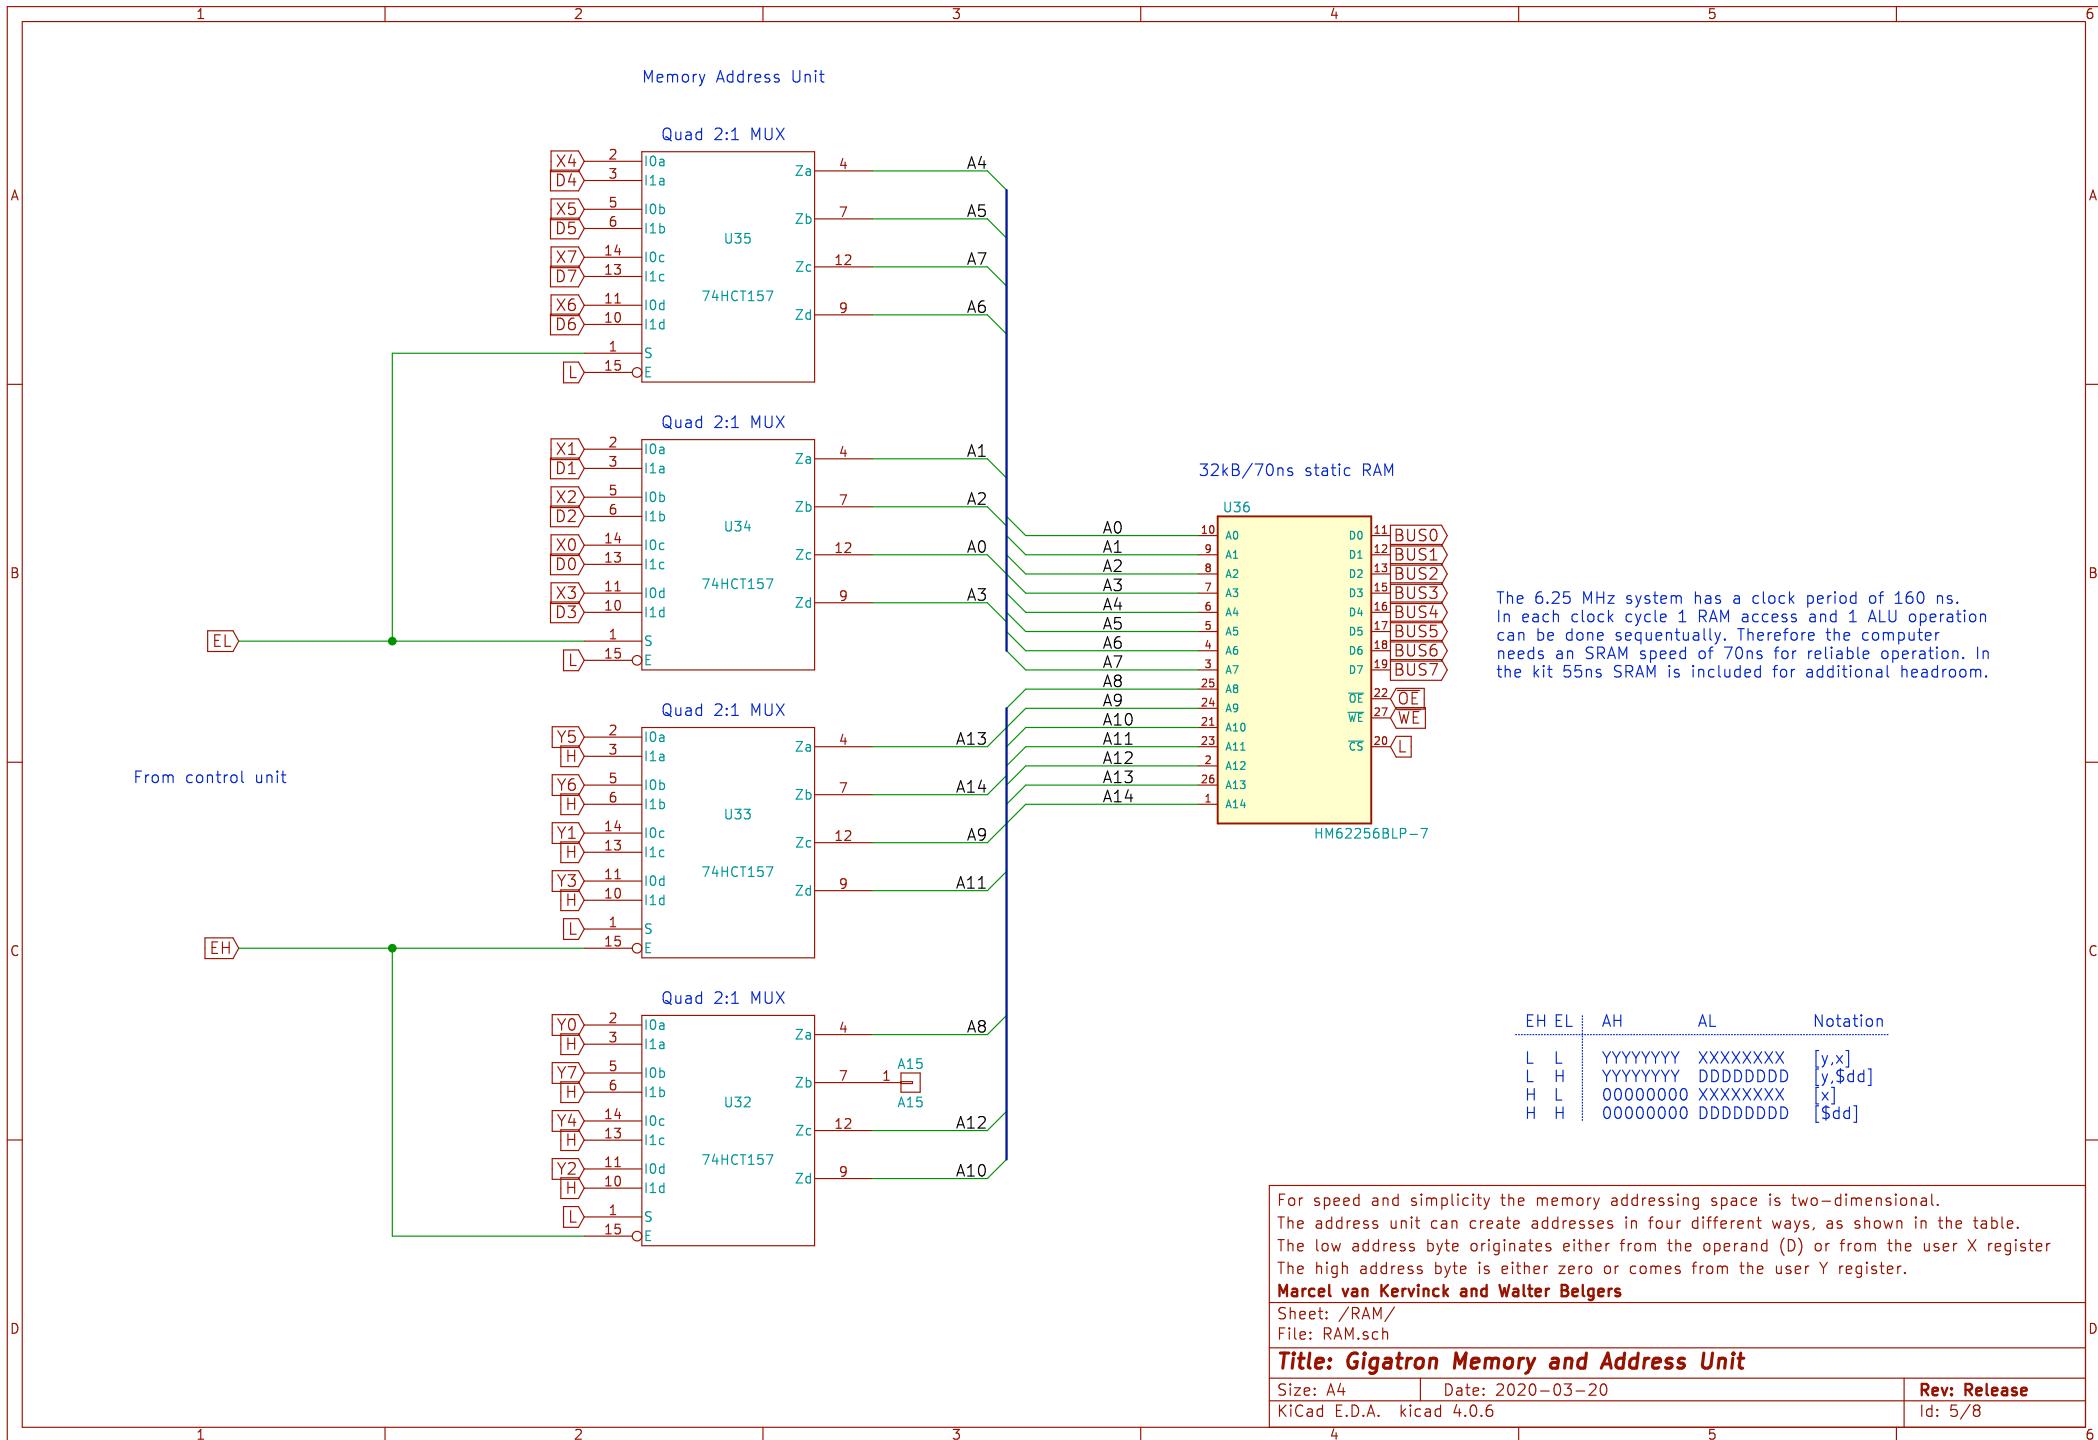 1 2 3 4 5 6
Memory Address Unit
Quad 2:1 MUX
X4 2 I0a Za 4 A4
D4 3 I1a
X5 5 I0b Zb 7 A5
D5 6 I1b
U35
X7 14 I0c Zc 12 A7
D7 13 I1c
74HCT157
X6 11 I0d Zd 9 A6
D6 10 I1d
1 S
L 15 E
Quad 2:1 MUX
X1 2 I0a Za 4 A1
D1 3 I1a
X2 5 I0b Zb 7 A2
D2 6 I1b
U34
X0 14 I0c Zc 12 A0
D0 13 I1c
74HCT157
X3 11 I0d Zd 9 A3
D3 10 I1d
EL 1 S
L 15 E
Quad 2:1 MUX
Y5 2 I0a Za 4 A13
H 3 I1a
Y6 5 I0b Zb 7 A14
H 6 I1b
U33
Y1 14 I0c Zc 12 A9
H 13 I1c
74HCT157
Y3 11 I0d Zd 9 A11
H 10 I1d
L 1 S
EH 15 E
From control unit
Quad 2:1 MUX
Y0 2 I0a Za 4 A8
H 3 I1a
A15
Y7 5 I0b Zb 7 1
H 6 I1b
A15
U32
Y4 14 I0c Zc 12 A12
H 13 I1c
74HCT157
Y2 11 I0d Zd 9 A10
H 10 I1d
L 1 S
15 E
32kB/70ns static RAM
U36
A0 10 A0 D0 11 BUS0
A1 9 A1 D1 12 BUS1
A2 8 A2 D2 13 BUS2
A3 7 A3 D3 15 BUS3
A4 6 A4 D4 16 BUS4
A5 5 A5 D5 17 BUS5
A6 4 A6 D6 18 BUS6
A7 3 A7 D7 19 BUS7
A8 25 A8 OE 22 OE
A9 24 A9 WE 27 WE
A10 21 A10
A11 23 A11 CS 20 L
A12 2 A12
A13 26 A13
A14 1 A14
HM62256BLP-7
The 6.25 MHz system has a clock period of 160 ns.
In each clock cycle 1 RAM access and 1 ALU operation
can be done sequentually. Therefore the computer
needs an SRAM speed of 70ns for reliable operation. In
the kit 55ns SRAM is included for additional headroom.
EH EL AH AL Notation
L L YYYYYYYY XXXXXXXX [y,x]
L H YYYYYYYY DDDDDDDD [y,$dd]
H L 00000000 XXXXXXXX [x]
H H 00000000 DDDDDDDD [$dd]
For speed and simplicity the memory addressing space is two-dimensional.
The address unit can create addresses in four different ways, as shown in the table.
The low address byte originates either from the operand (D) or from the user X register
The high address byte is either zero or comes from the user Y register.
Marcel van Kervinck and Walter Belgers
Sheet: /RAM/
File: RAM.sch
Title: Gigatron Memory and Address Unit
Size: A4 Date: 2020-03-20 Rev: Release
KiCad E.D.A. kicad 4.0.6 Id: 5/8
A A
B B
C C
D D
1 2 3 4 5 6